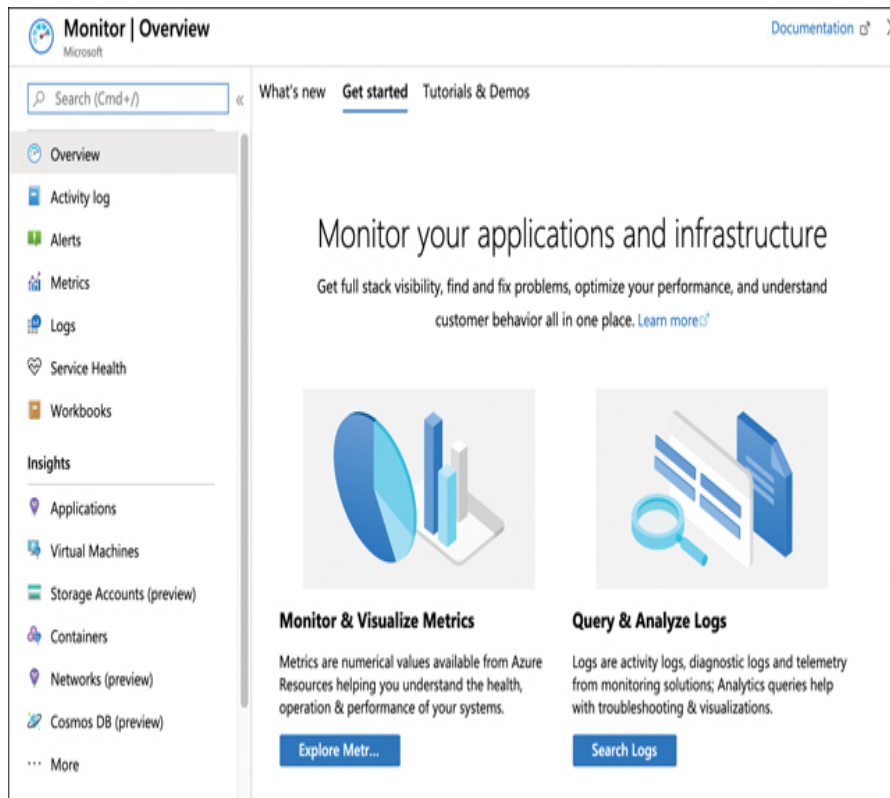 Monitor | Overview
Microsoft
Documentation
Search (Cmd+/)
Overview
Activity log
Alerts
Metrics
Logs
Service Health
Workbooks
Insights
Applications
Virtual Machines
Storage Accounts (preview)
Containers
Networks (preview)
Cosmos DB (preview)
More
What's new Get started Tutorials & Demos
Monitor your applications and infrastructure
Get full stack visibility, find and fix problems, optimize your performance, and understand
customer behavior all in one place. Learn more
Monitor & Visualize Metrics
Metrics are numerical values available from Azure
Resources helping you understand the health,
operation & performance of your systems.
Explore Metr...
Query & Analyze Logs
Logs are activity logs, diagnostic logs and telemetry
from monitoring solutions; Analytics queries help
with troubleshooting & visualizations.
Search Logs